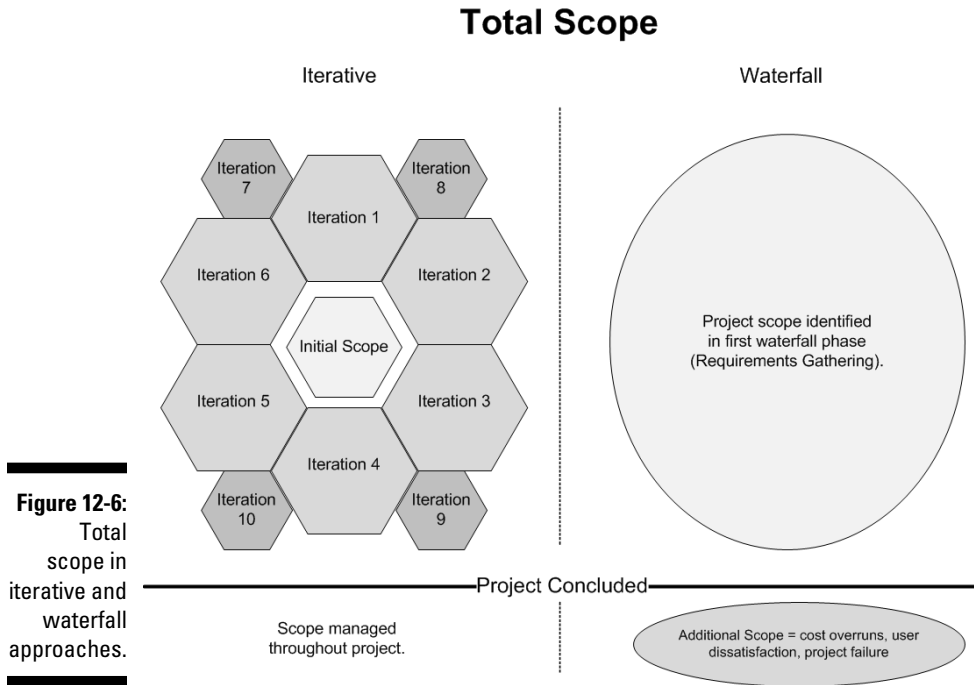 Total Scope
Iterative
Waterfall
Iteration
7
Iteration
8
Iteration 1
Iteration 6
Iteration 2
Initial Scope
Project scope identified
in first waterfall phase
(Requirements Gathering).
Iteration 5
Iteration 3
Iteration 4
Iteration
10
Iteration
9
Figure 12-6:
Total
scope in
iterative and
waterfall
approaches.
Project Concluded
Scope managed
throughout project.
Additional Scope = cost overruns, user
dissatisfaction, project failure